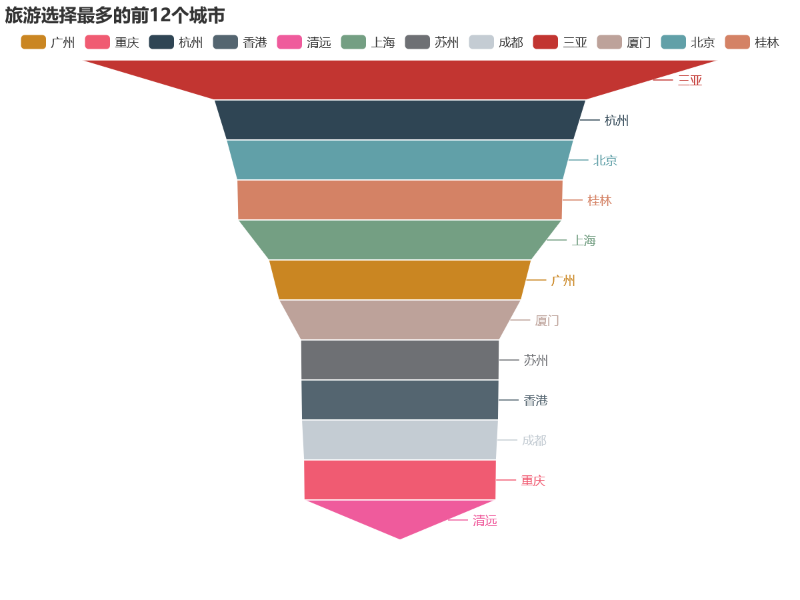 旅游选择最多的前12个城市
广州 重庆 杭州 香港 清远 上海 苏州 成都 三亚 厦门 北京 桂林
三亚
杭州
北京
桂林
上海
广州
厦门
苏州
香港
成都
重庆
清远